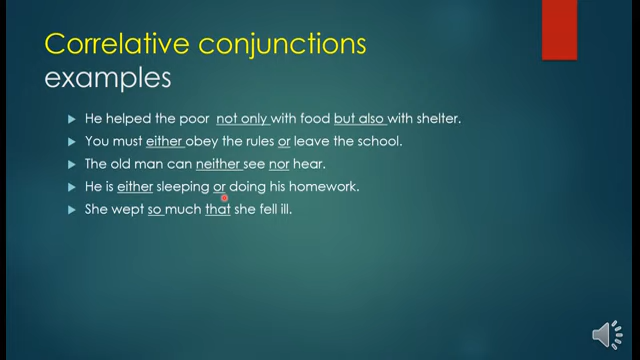 Correlative conjunctions
examples
He helped the poor not only with food but also with shelter.
You must either obey the rules or leave the school.
The old man can neither see nor hear.
He is either sleeping or doing his homework.
She wept so much that she fell ill.